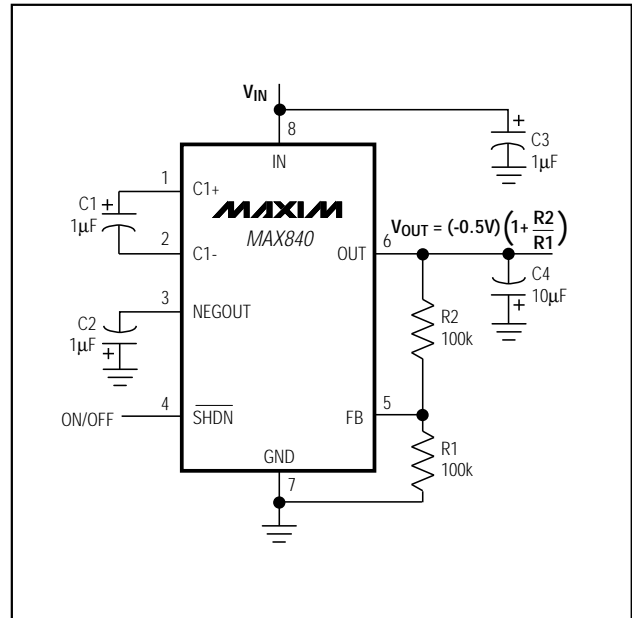 VIN
8
IN
C3
1µF
1
C1+
C1
1µF
MAXIM
MAX840
2
C1-
OUT
6
VOUT = (-0.5V) (1+ R2/R1)
C4
10µF
3
NEGOUT
C2
1µF
R2
100k
4
ON/OFF
SHDN
FB
5
R1
100k
GND
7